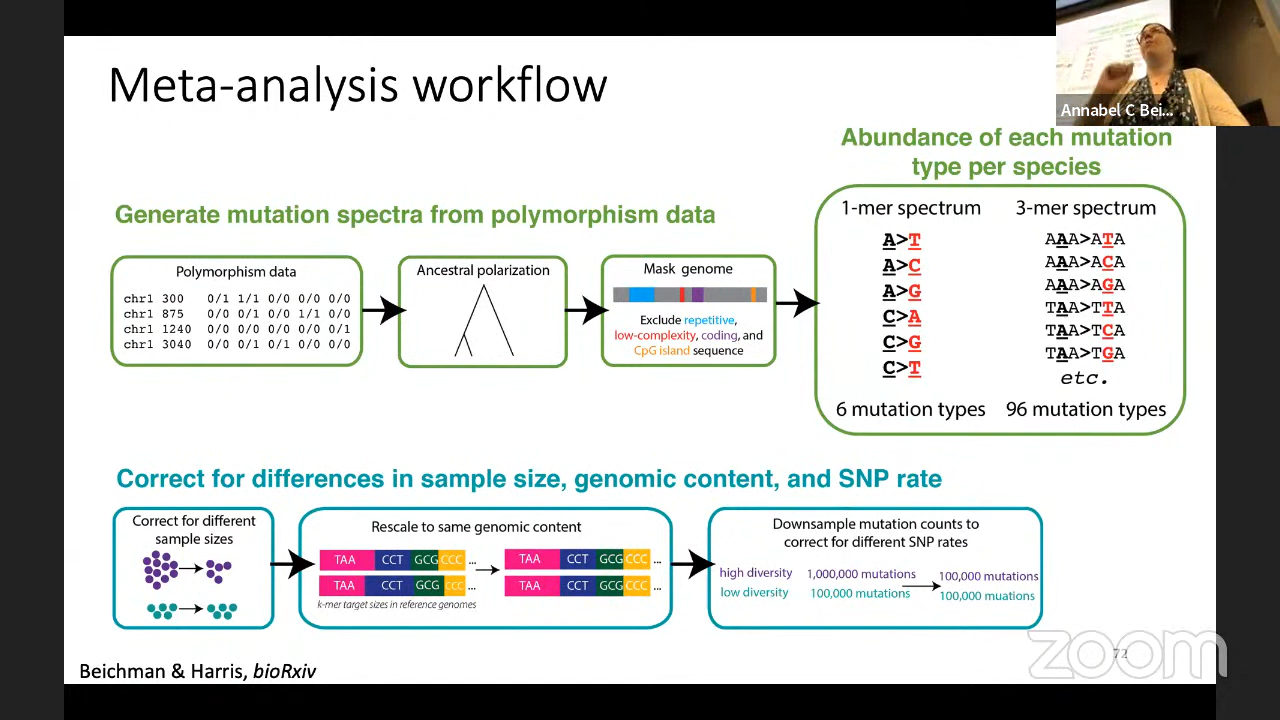 Meta-analysis workflow
Annabel C Bei...
Generate mutation spectra from polymorphism data
Polymorphism data
chr1 300 0/1 1/1 0/0 0/0 0/0
chr1 875 0/0 0/1 0/0 1/1 0/0
chr1 1240 0/0 0/0 0/0 0/0 0/1
chr1 3040 0/0 0/1 0/1 0/0 0/0
Ancestral polarization
Mask genome
Exclude repetitive,
low-complexity, coding, and
CpG island sequence
Abundance of each mutation
type per species
1-mer spectrum
A>T
A>C
A>G
C>A
C>G
C>T
6 mutation types
3-mer spectrum
AAA>ATA
AAA>ACA
AAA>AGA
TAA>TTA
TAA>TCA
TAA>TGA
etc.
96 mutation types
Correct for differences in sample size, genomic content, and SNP rate
Correct for different
sample sizes
Rescale to same genomic content
TAA CCT GCG CCC ... TAA CCT GCG CCC ...
TAA CCT GCG CCC ... TAA CCT GCG CCC ...
k-mer target sizes in reference genomes
Downsample mutation counts to
correct for different SNP rates
high diversity 1,000,000 mutations 100,000 mutations
low diversity 100,000 mutations 100,000 muations
Beichman & Harris, bioRxiv
72
zoom